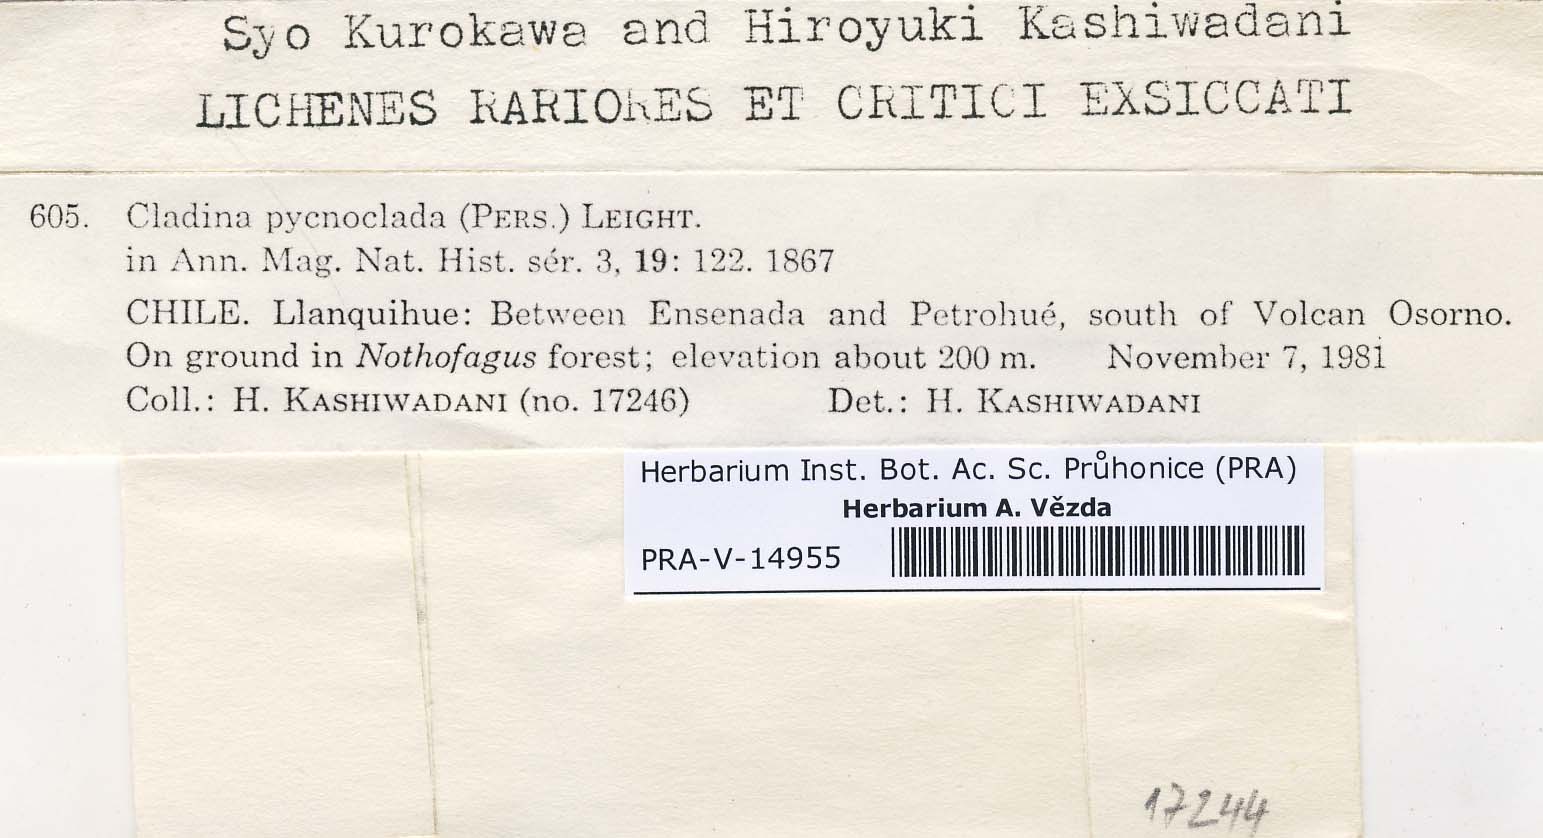 Syo Kurokawa and Hiroyuki Kashiwadani
LICHENES RARIORES ET CRITICI EXSICCATI
605. Cladina pycnoclada (PERS.) LEIGHT.
in Ann. Mag. Nat. Hist. sér. 3, 19: 122. 1867
CHILE. Llanquihue: Between Ensenada and Petrohué, south of Volcan Osorno.
On ground in Nothofagus forest; elevation about 200 m. November 7, 1981
Coll.: H. KASHIWADANI (no. 17246) Det.: H. KASHIWADANI
Herbarium Inst. Bot. Ac. Sc. Průhonice (PRA)
Herbarium A. Vězda
PRA-V-14955
17244